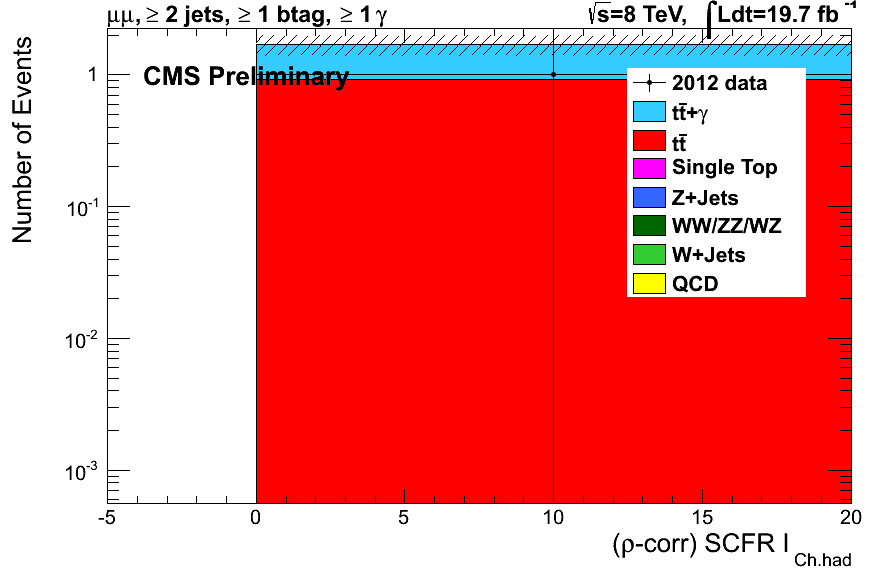 μμ, ≥ 2 jets, ≥ 1 btag, ≥ 1 γ
√s=8 TeV, ∫Ldt=19.7 fb⁻¹
CMS Preliminary
2012 data
tt̄+γ
tt̄
Single Top
Z+Jets
WW/ZZ/WZ
W+Jets
QCD
Number of Events
1
10⁻¹
10⁻²
10⁻³
-5 0 5 10 15 20
(ρ-corr) SCFR I Ch.had